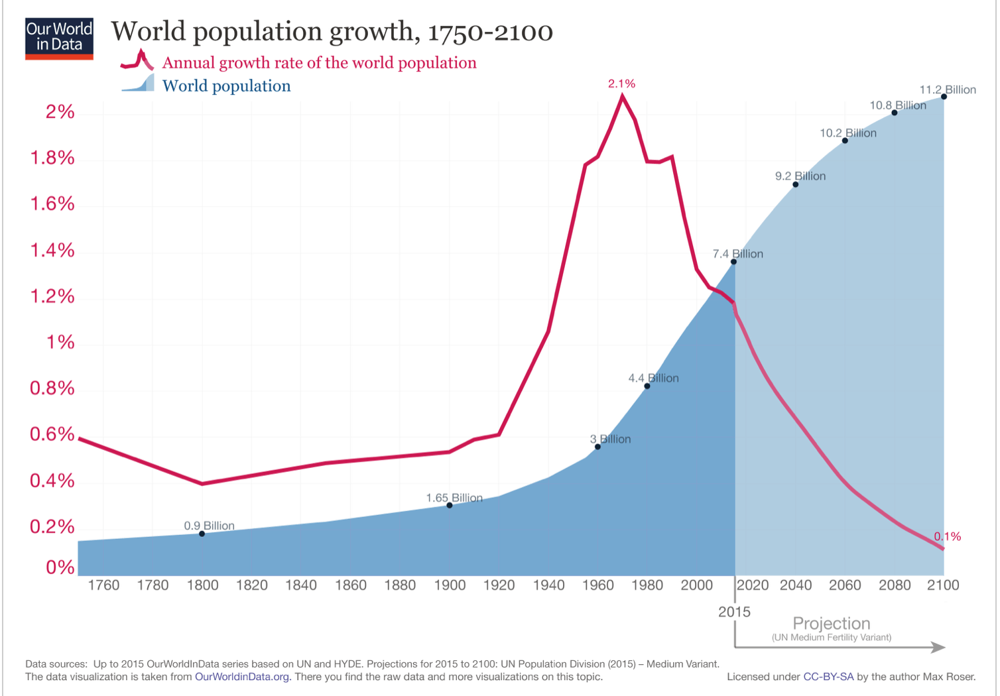 Our World
in Data
World population growth, 1750-2100
Annual growth rate of the world population
World population
2.1%
11.2 Billion
10.8 Billion
10.2 Billion
9.2 Billion
7.4 Billion
4.4 Billion
3 Billion
1.65 Billion
0.9 Billion
0.1%
2%
1.8%
1.6%
1.4%
1.2%
1%
0.8%
0.6%
0.4%
0.2%
0%
1760 1780 1800 1820 1840 1860 1880 1900 1920 1940 1960 1980 2000 2020 2040 2060 2080 2100
2015
Projection
(UN Medium Fertility Variant)
Data sources: Up to 2015 OurWorldInData series based on UN and HYDE. Projections for 2015 to 2100: UN Population Division (2015) – Medium Variant.
The data visualization is taken from OurWorldinData.org. There you find the raw data and more visualizations on this topic.
Licensed under CC-BY-SA by the author Max Roser.